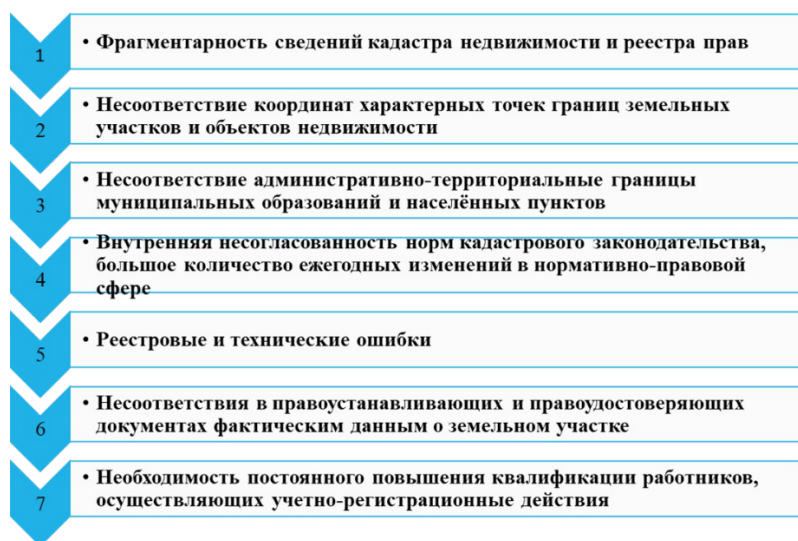 1
• Фрагментарность сведений кадастра недвижимости и реестра прав
2
• Несоответствие координат характерных точек границ земельных
участков и объектов недвижимости
3
• Несоответствие административно-территориальные границы
муниципальных образований и населённых пунктов
4
• Внутренняя несогласованность норм кадастрового законодательства,
большое количество ежегодных изменений в нормативно-правовой
сфере
5
• Реестровые и технические ошибки
6
• Несоответствия в правоустанавливающих и правоудостоверяющих
документах фактическим данным о земельном участке
7
• Необходимость постоянного повышения квалификации работников,
осуществляющих учетно-регистрационные действия